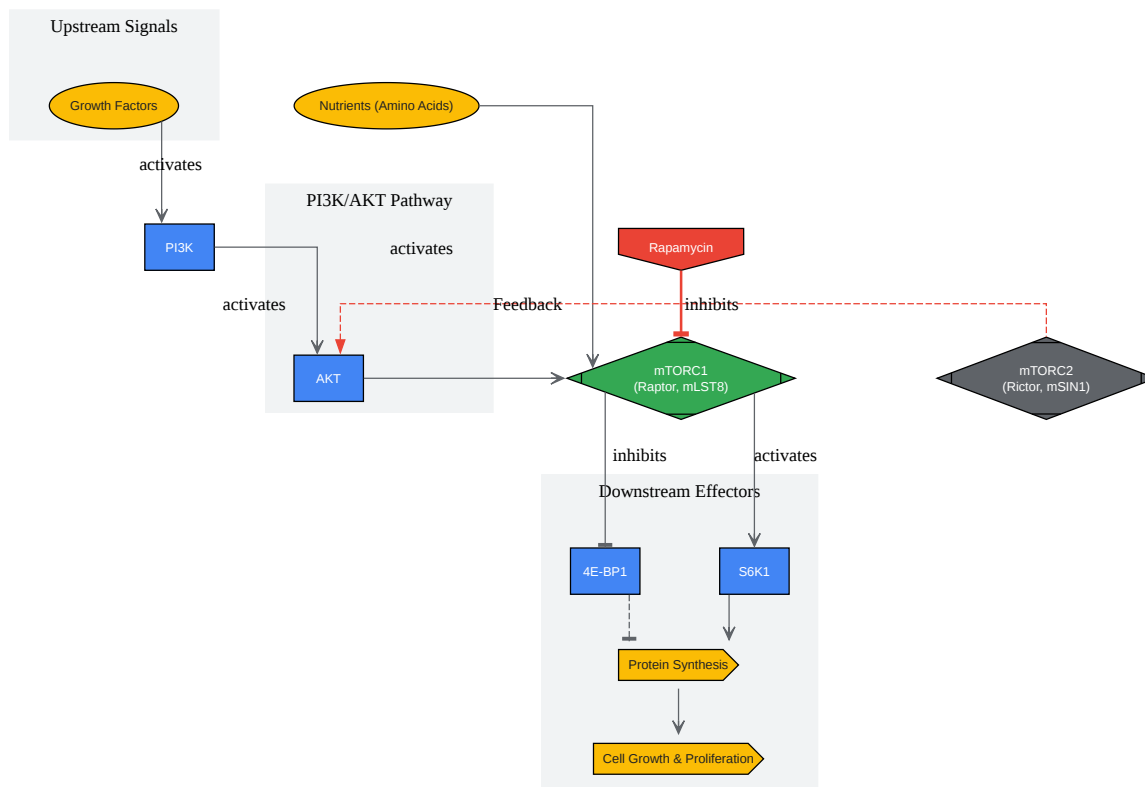 Upstream Signals
Growth Factors
Nutrients (Amino Acids)
activates
PI3K/AKT Pathway
PI3K
activates
Rapamycin
activates
Feedback
inhibits
AKT
mTORC1
(Raptor, mLST8)
mTORC2
(Rictor, mSIN1)
inhibits
activates
Downstream Effectors
4E-BP1
S6K1
Protein Synthesis
Cell Growth & Proliferation